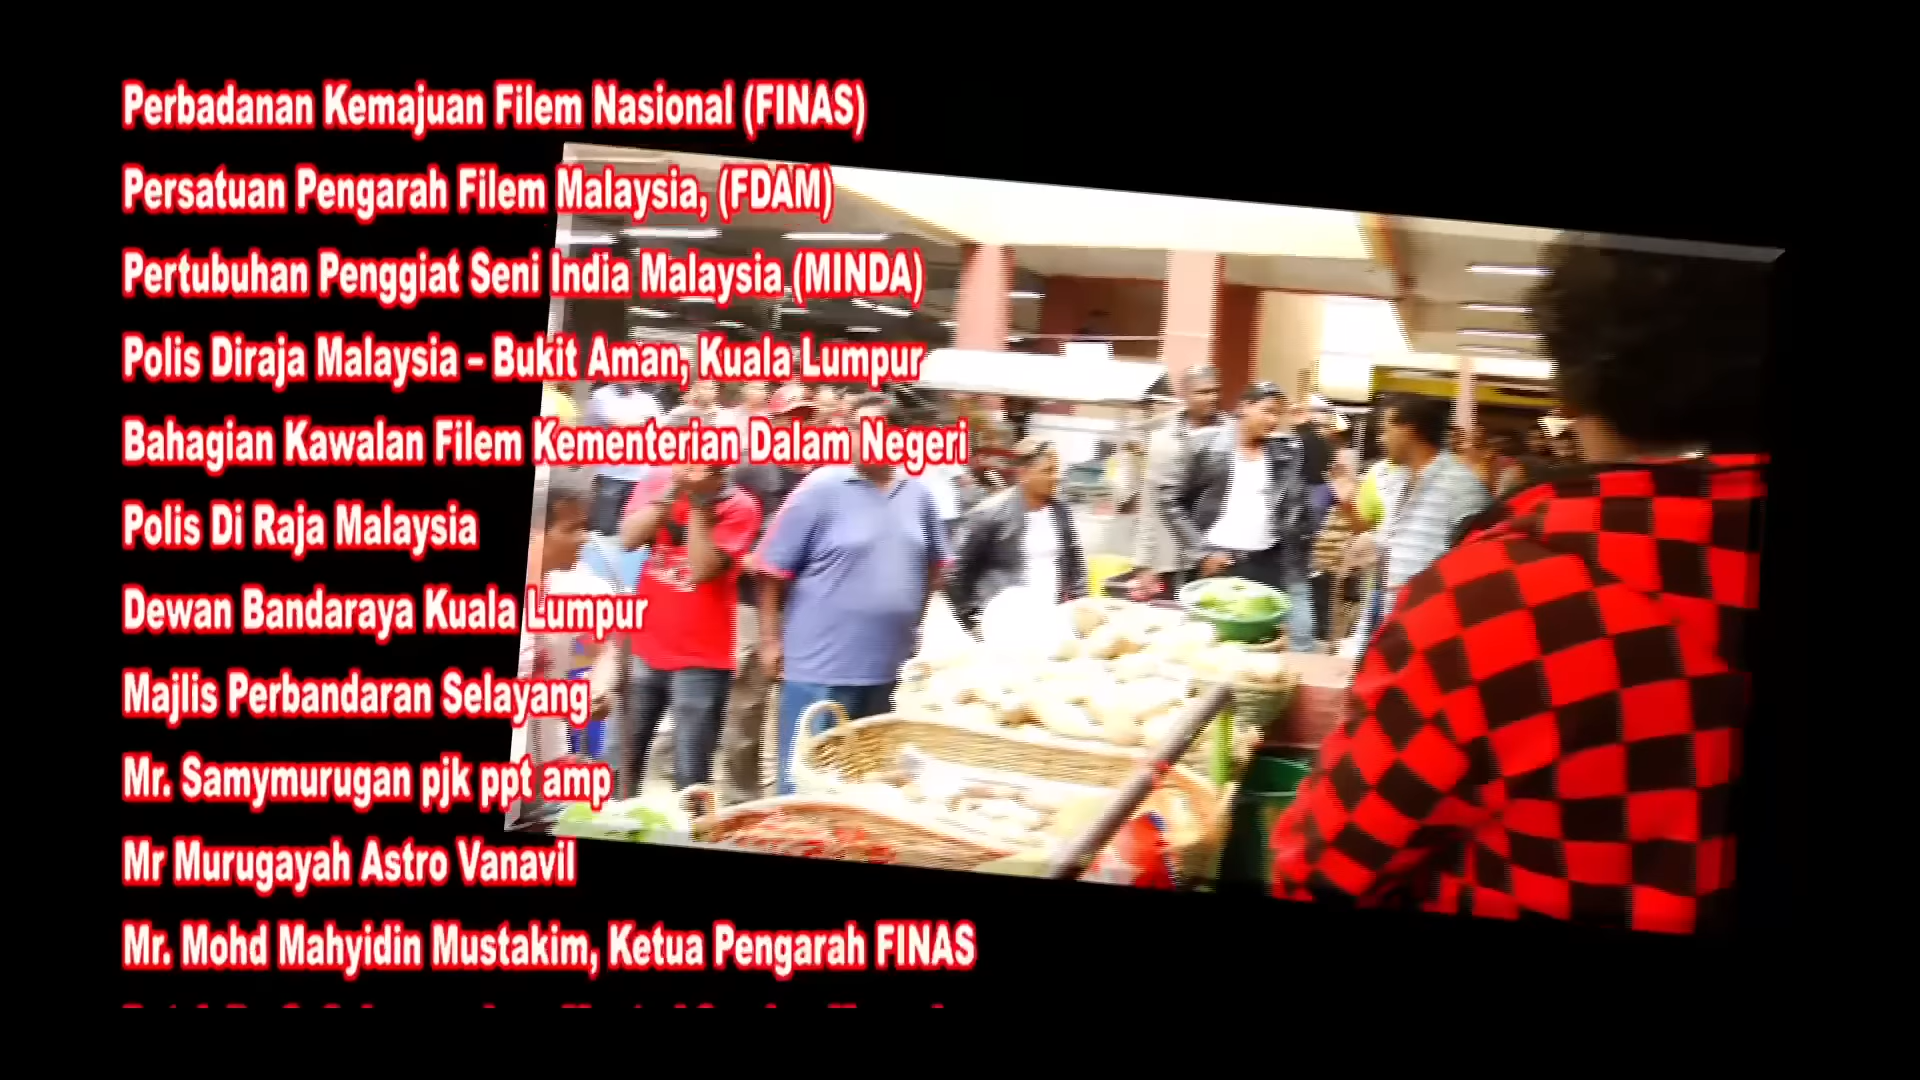 Perbadanan Kemajuan Filem Nasional (FINAS)
Persatuan Pengarah Filem Malaysia, (FDAM)
Pertubuhan Penggiat Seni India Malaysia (MINDA)
Polis Diraja Malaysia – Bukit Aman, Kuala Lumpur
Bahagian Kawalan Filem Kementerian Dalam Negeri
Polis Di Raja Malaysia
Dewan Bandaraya Kuala Lumpur
Majlis Perbandaran Selayang
Mr. Samymurugan pjk ppt amp
Mr Murugayah Astro Vanavil
Mr. Mohd Mahyidin Mustakim, Ketua Pengarah FINAS